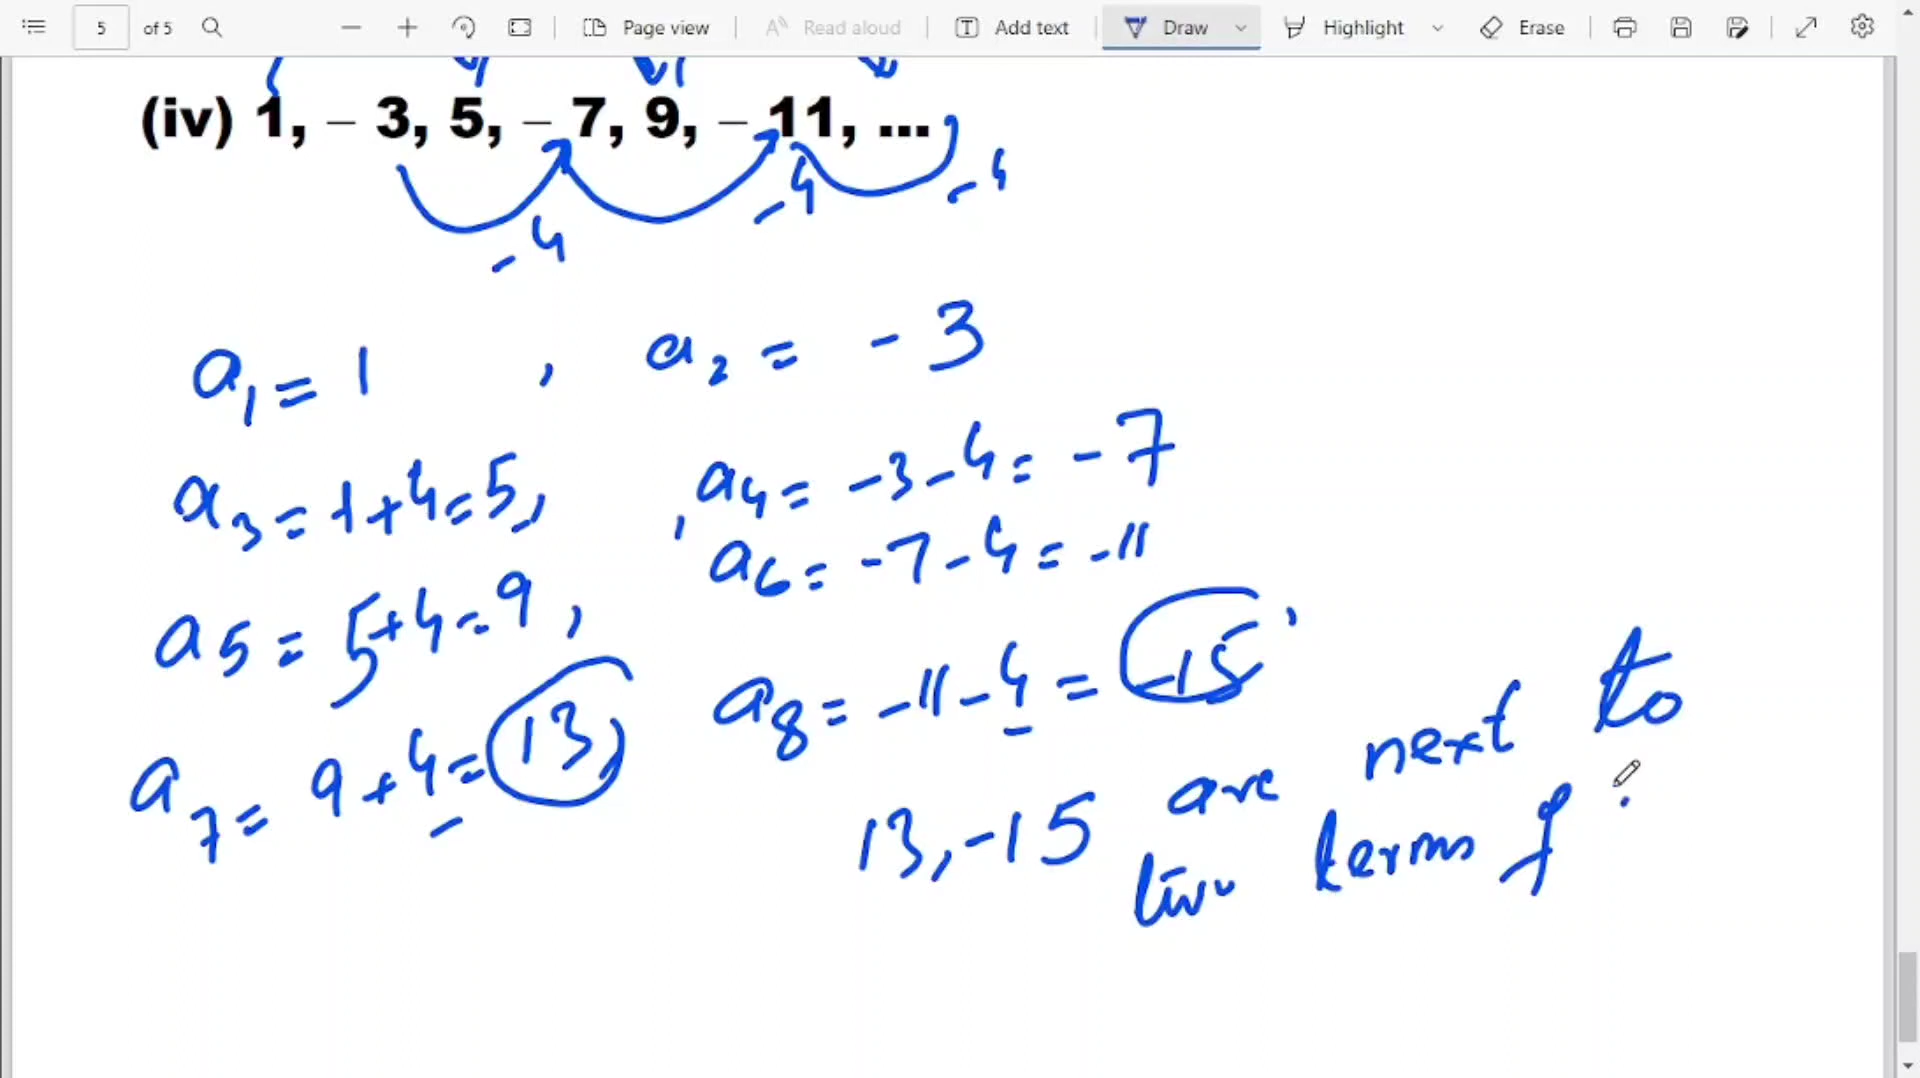 5 of 5 Page view Read aloud Add text Draw Highlight Erase
(iv) 1, – 3, 5, – 7, 9, – 11, ...
-4 -4 -4
a₁ = 1 , a₂ = -3
a₃ = 1+4=5, , a₄ = -3-4 = -7
a₆ = -7-4 = -11
a5 = 5+4=9 ,
a₈ = -11-4 = -15 ,
a₇ = 9+4= 13,
13, -15 are next to
two terms of